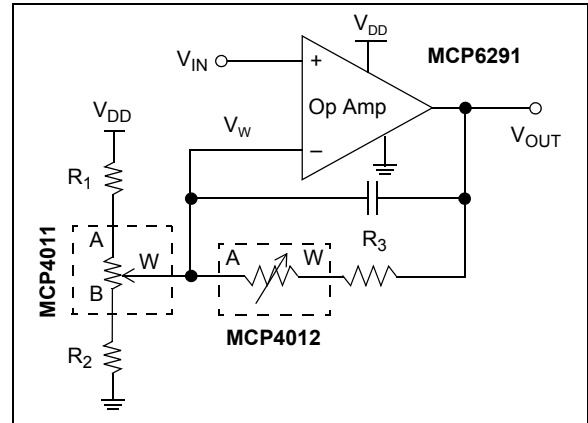 V_DD
MCP6291
V_IN
+
Op Amp
V_DD
V_W
−
V_OUT
R_1
R_3
A
W
A
W
B
MCP4011
MCP4012
R_2